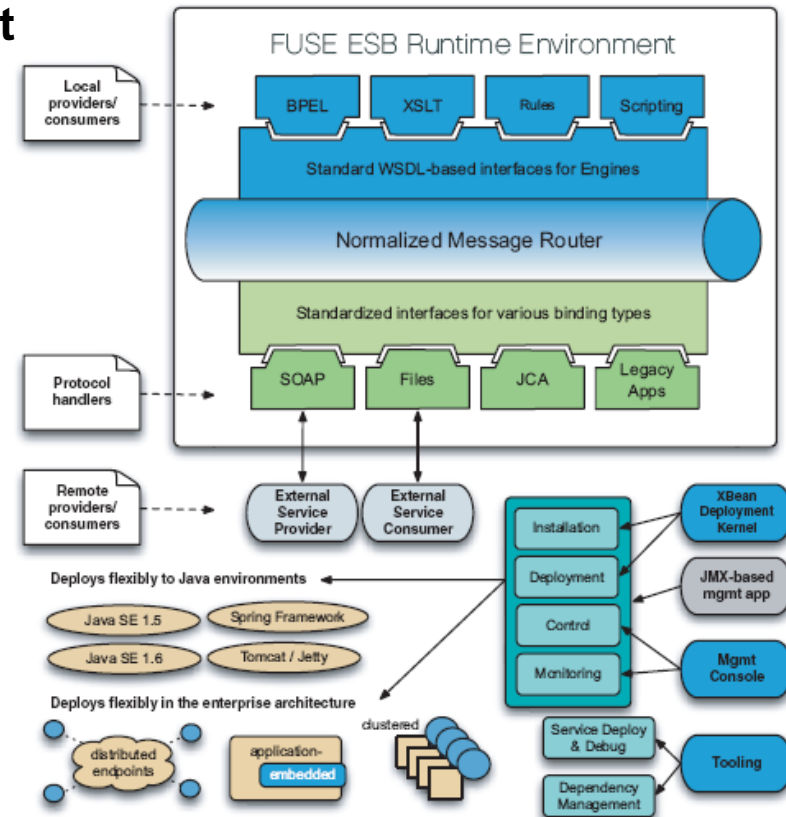 t
FUSE ESB Runtime Environment
Local
providers/
consumers
BPEL
XSLT
Rules
Scripting
Standard WSDL-based interfaces for Engines
Normalized Message Router
Standardized interfaces for various binding types
Protocol
handlers
SOAP
Files
JCA
Legacy
Apps
Remote
providers/
consumers
External
Service
Provider
External
Service
Consumer
Installation
Deployment
Control
Monitoring
XBean
Deployment
Kernel
JMX-based
mgmt app
Mgmt
Console
Deploys flexibly to Java environments
Java SE 1.5
Spring Framework
Java SE 1.6
Tomcat / Jetty
Deploys flexibly in the enterprise architecture
distributed
endpoints
application-
embedded
clustered
Service Deploy
& Debug
Dependency
Management
Tooling